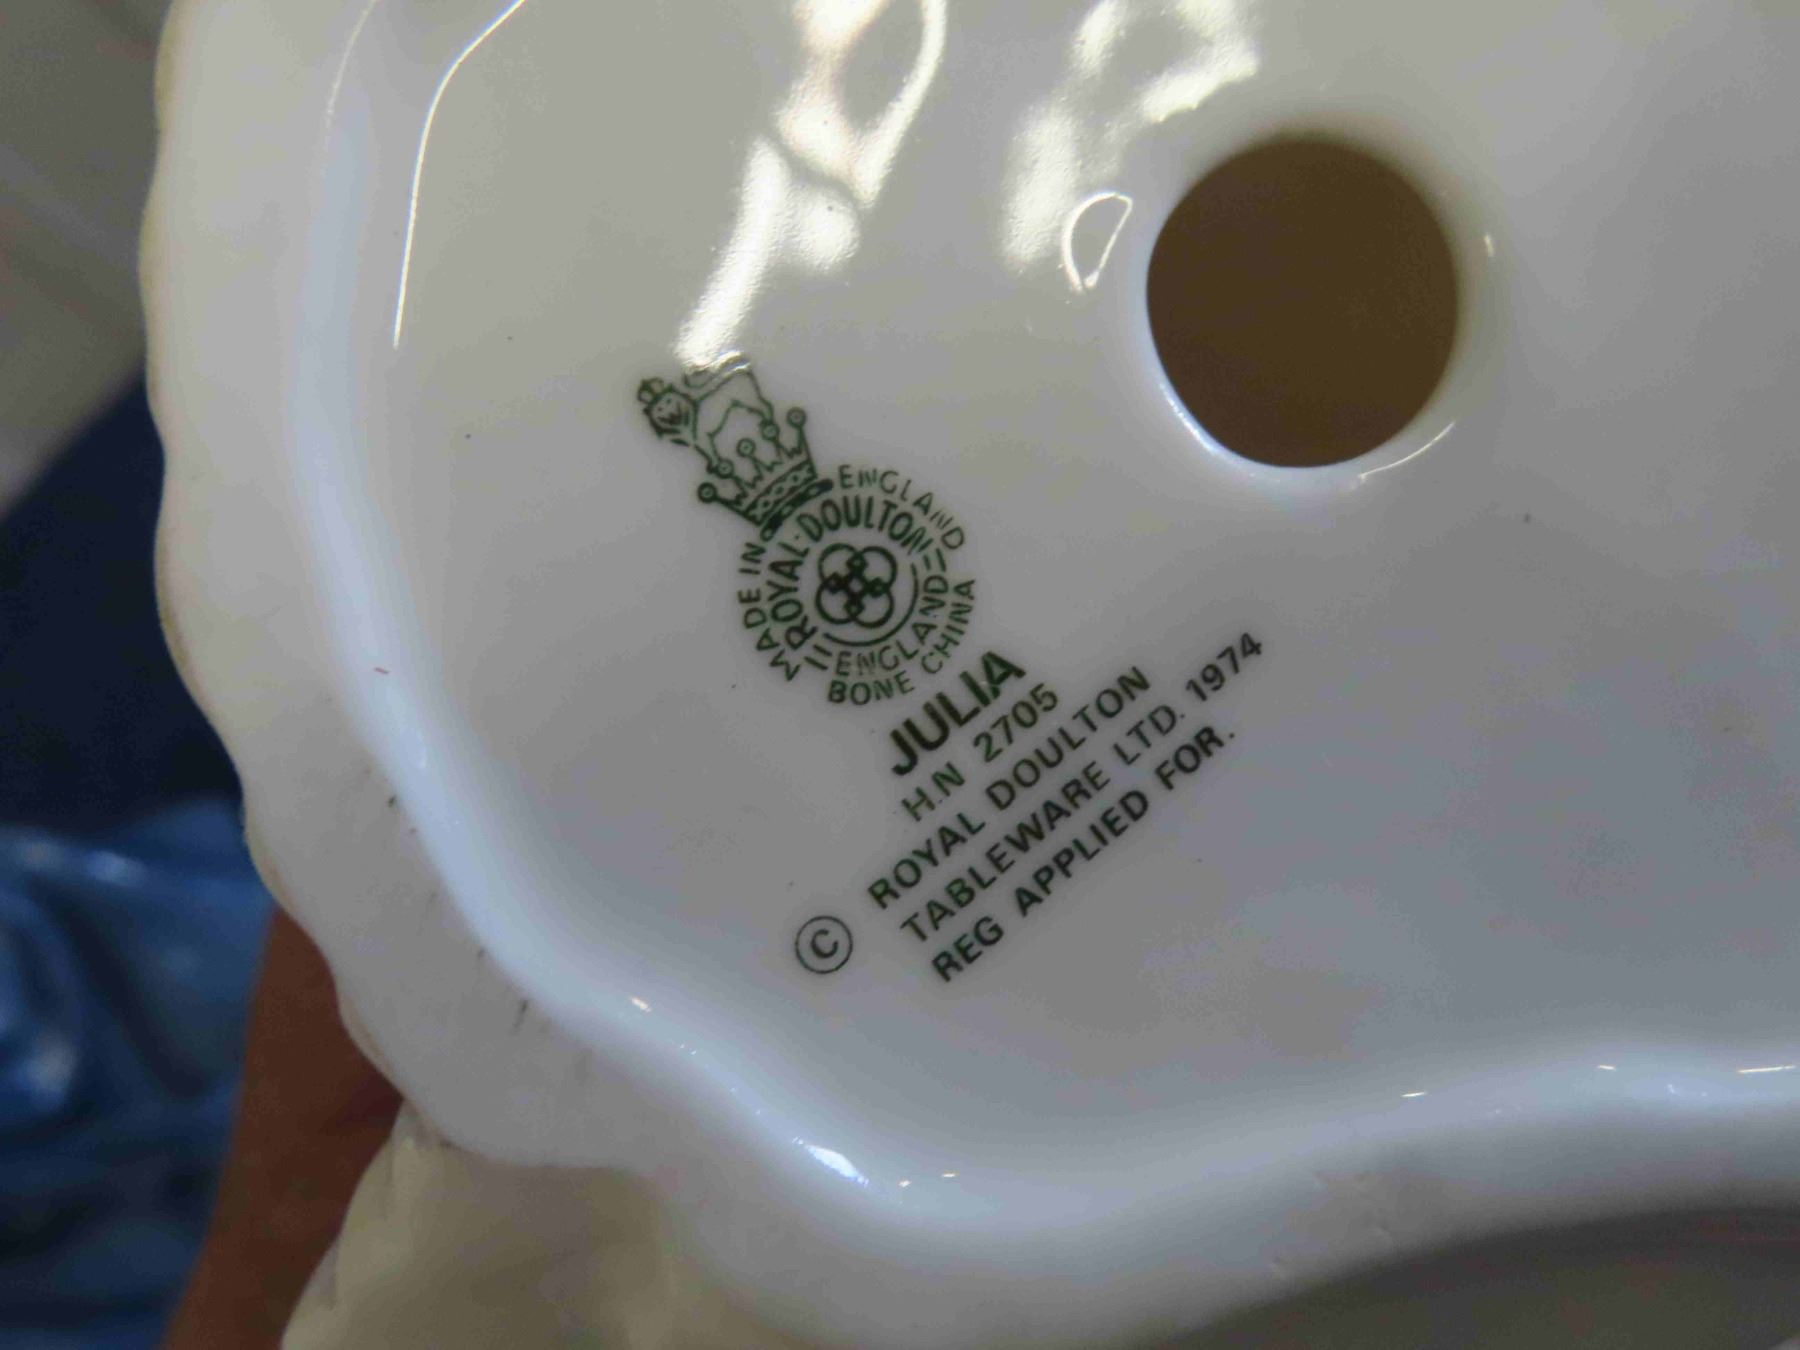 MADE IN ENGLAND
ROYAL·DOULTON
ENGLAND
BONE CHINA
JULIA
H.N 2705
© ROYAL DOULTON
TABLEWARE LTD. 1974
REG APPLIED FOR.